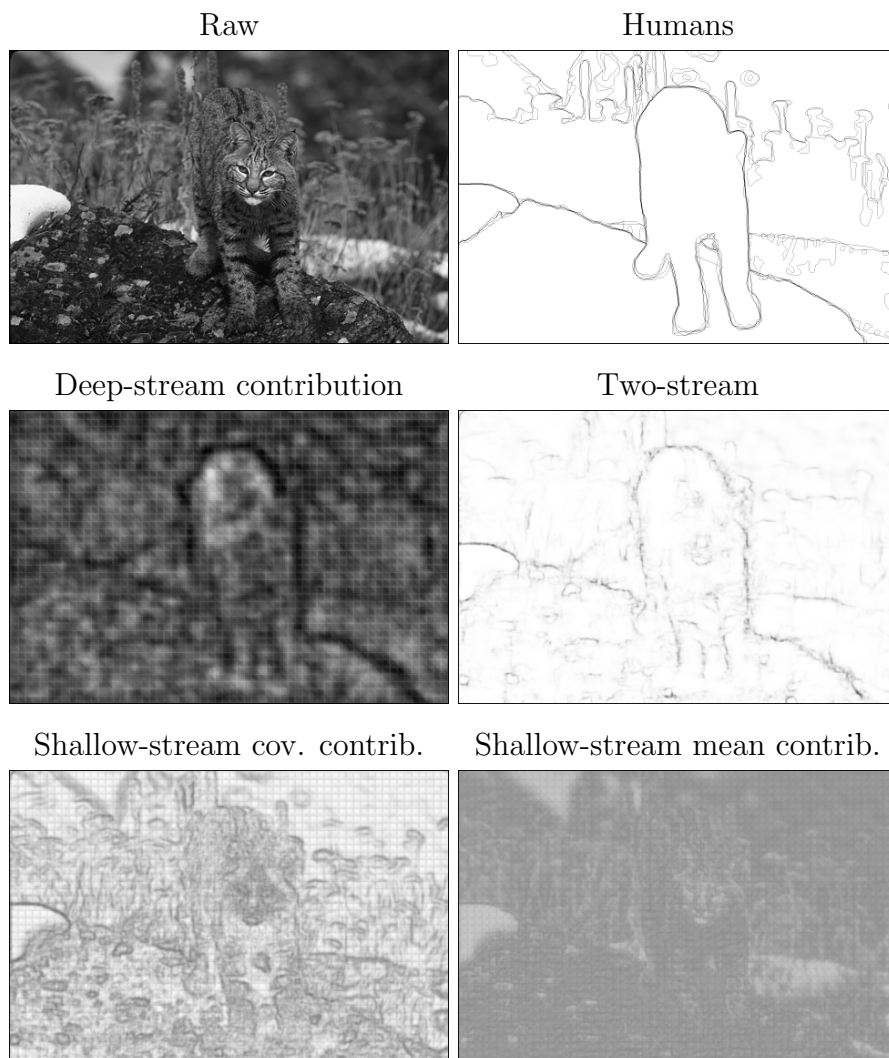 Raw
Humans
Deep-stream contribution
Two-stream
Shallow-stream cov. contrib.
Shallow-stream mean contrib.